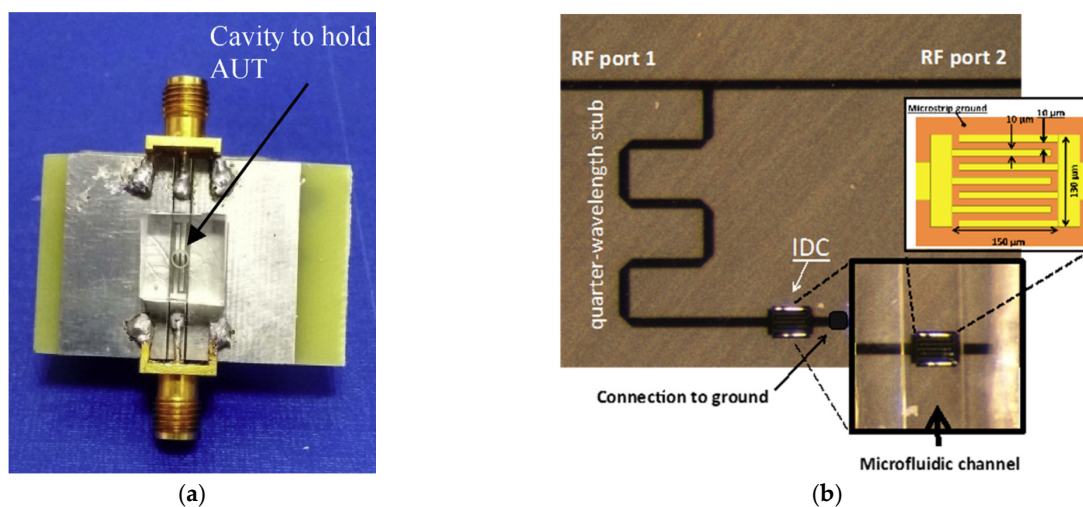 Cavity to hold
AUT
(a)
RF port 1
RF port 2
quarter-wavelength stub
Microstrip ground
10 µm
10 µm
130 µm
150 µm
IDC
Connection to ground
Microfluidic channel
(b)